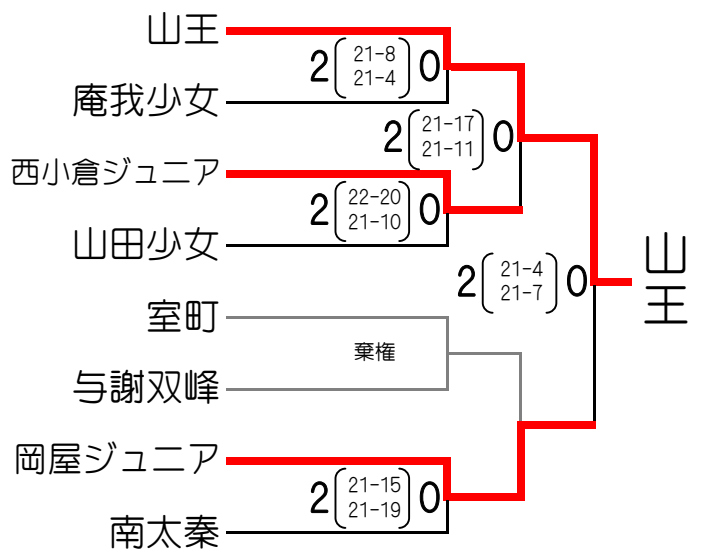 山王
2 21-8 0
21-4
庵我少女
2 21-17 0
21-11
西小倉ジュニア
2 22-20 0
21-10
山田少女
2 21-4 0
21-7
山王
室町
棄権
与謝双峰
岡屋ジュニア
2 21-15 0
21-19
南太秦